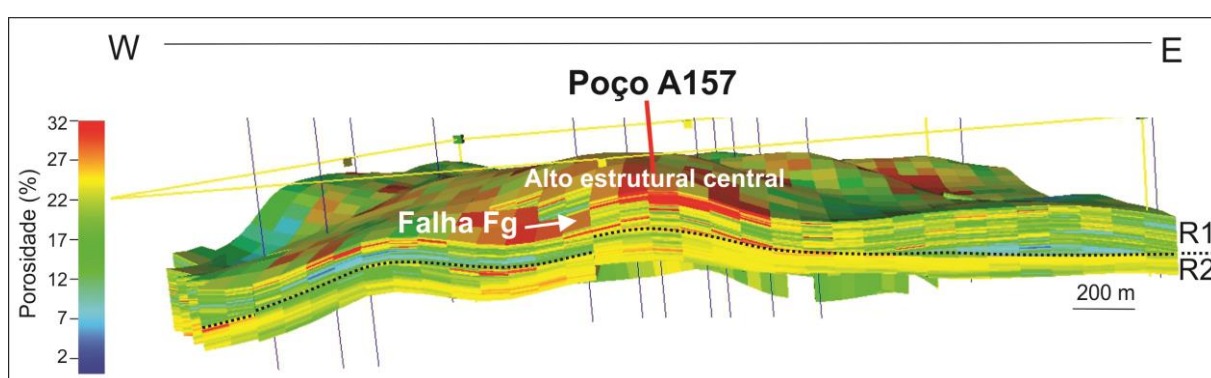 W
E
Poço A157
Alto estrutural central
Falha Fg
R1
R2
200 m
Porosidade (%)
32
27
22
17
12
7
2